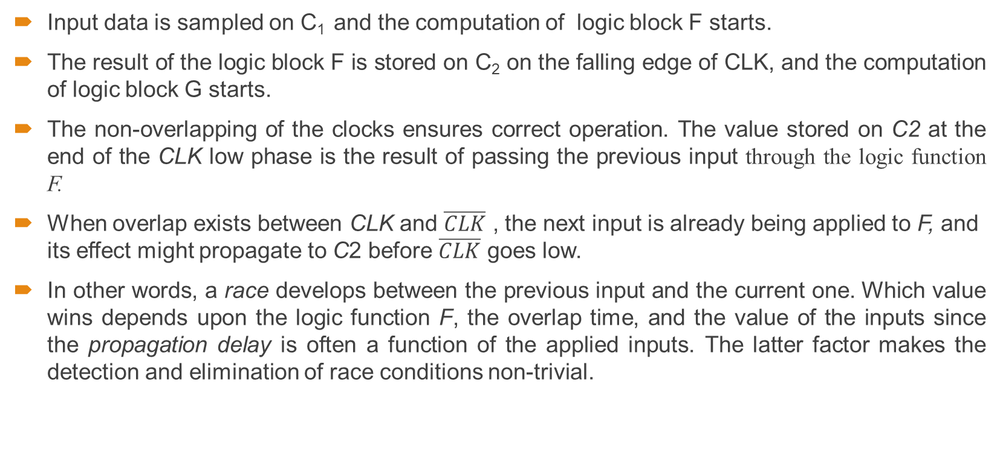 Input data is sampled on C₁ and the computation of logic block F starts.
The result of the logic block F is stored on C₂ on the falling edge of CLK, and the computation
of logic block G starts.
The non-overlapping of the clocks ensures correct operation. The value stored on C2 at the
end of the CLK low phase is the result of passing the previous input through the logic function
F.
When overlap exists between CLK and C̅L̅K̅ , the next input is already being applied to F, and
its effect might propagate to C2 before C̅L̅K̅ goes low.
In other words, a race develops between the previous input and the current one. Which value
wins depends upon the logic function F, the overlap time, and the value of the inputs since
the propagation delay is often a function of the applied inputs. The latter factor makes the
detection and elimination of race conditions non-trivial.